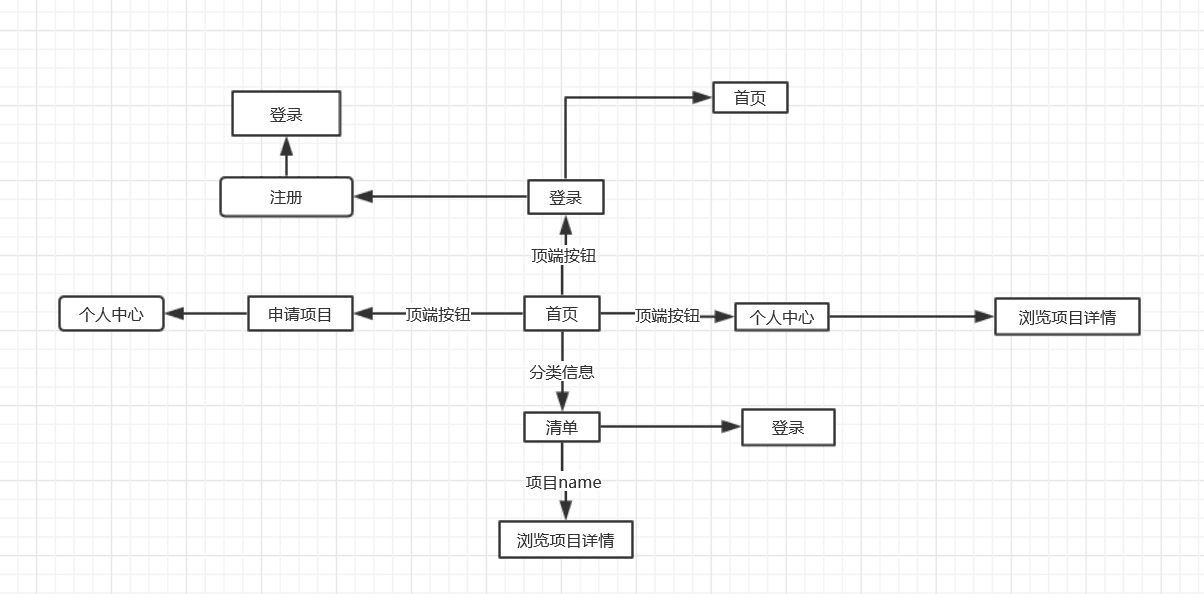 首页
登录
注册
登录
顶端按钮
个人中心
申请项目
顶端按钮
首页
顶端按钮
个人中心
浏览项目详情
分类信息
清单
登录
项目name
浏览项目详情